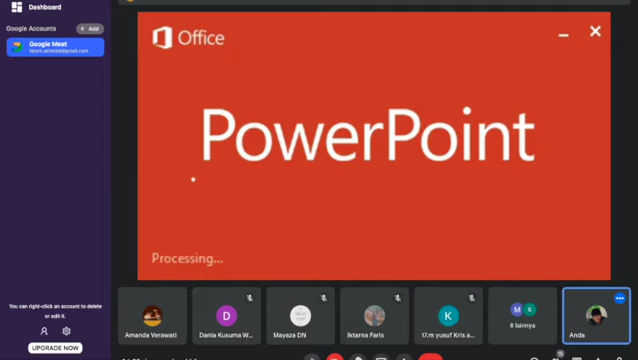 Dashboard
Google Accounts
+ Add
Google Meet
Office
PowerPoint
Processing...
Amanda Verawati
Dania Kusuma W...
Mayaza DN
Iktarna Faris
17.m yusuf Kris a...
M
S
8 lainnya
D
K
Anda
You can right-click an account to delete
or edit it.
UPGRADE NOW